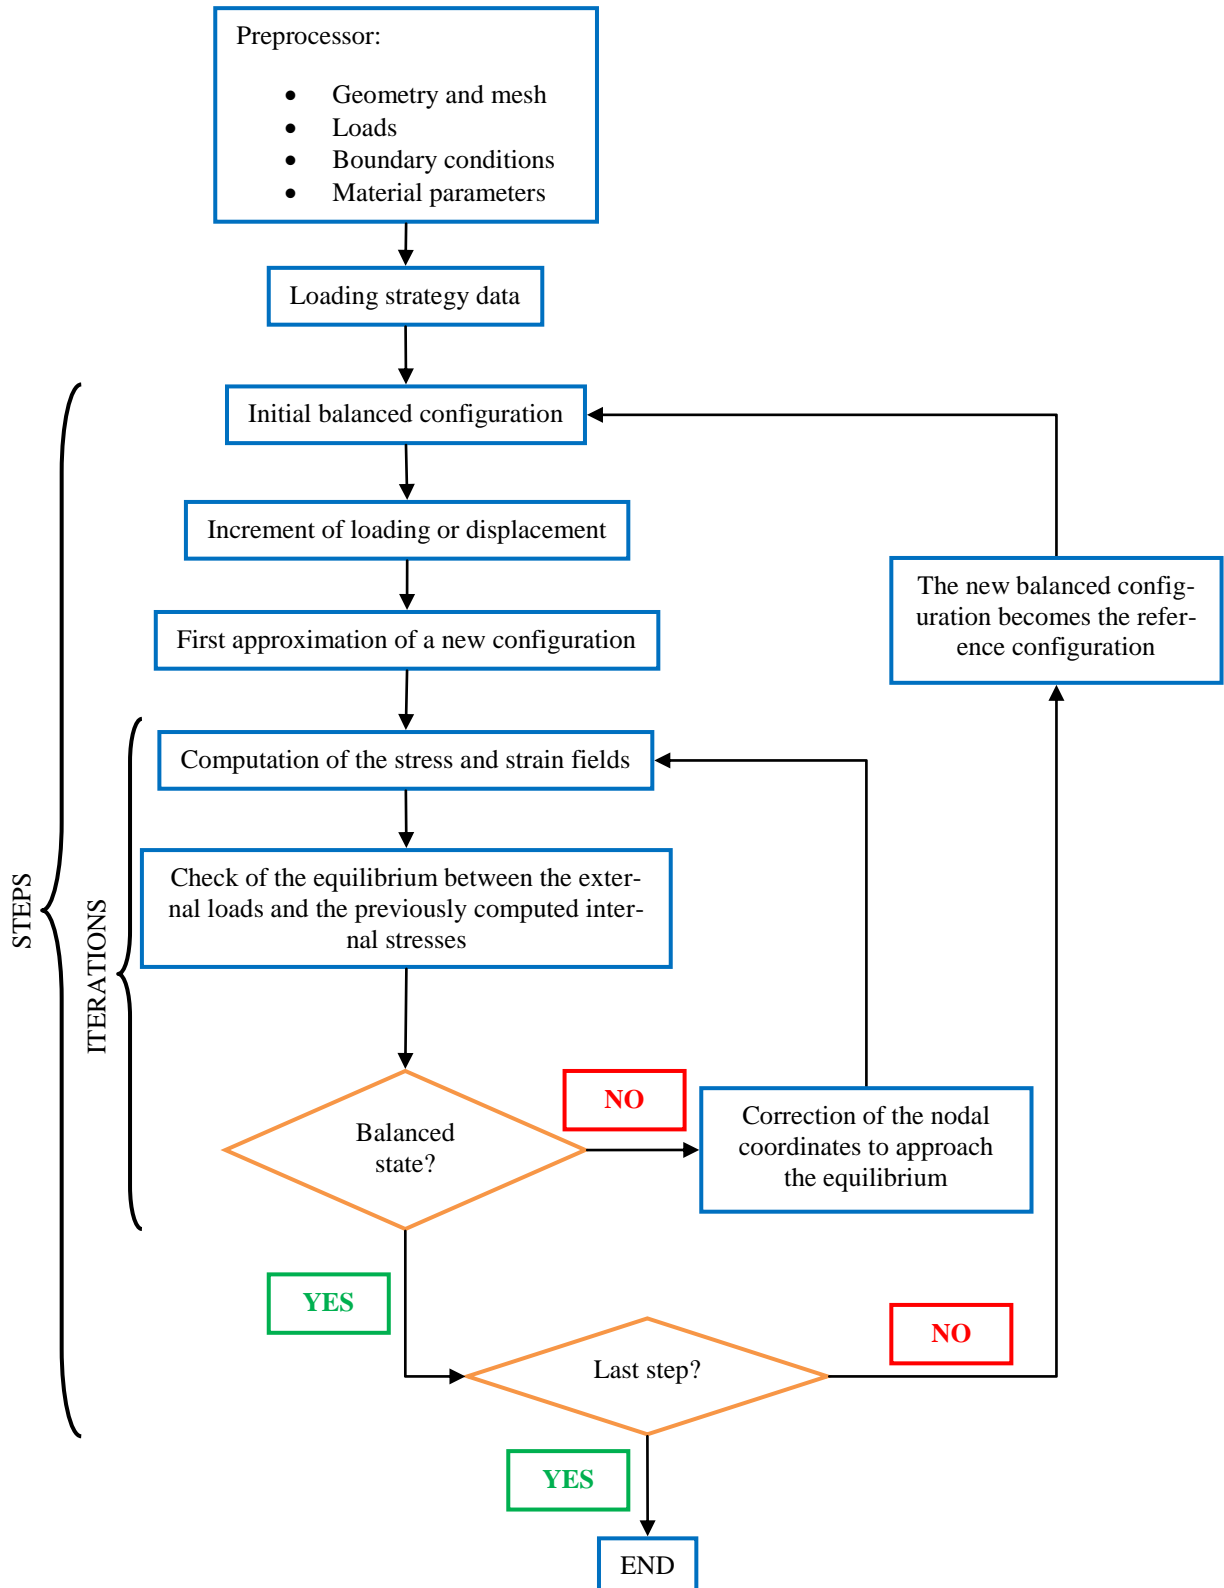 Preprocessor:
• Geometry and mesh
• Loads
• Boundary conditions
• Material parameters
Loading strategy data
Initial balanced configuration
Increment of loading or displacement
The new balanced config-
uration becomes the refer-
ence configuration
First approximation of a new configuration
Computation of the stress and strain fields
Check of the equilibrium between the exter-
nal loads and the previously computed inter-
nal stresses
STEPS
ITERATIONS
Balanced
state?
NO
Correction of the nodal
coordinates to approach
the equilibrium
YES
Last step?
NO
YES
END